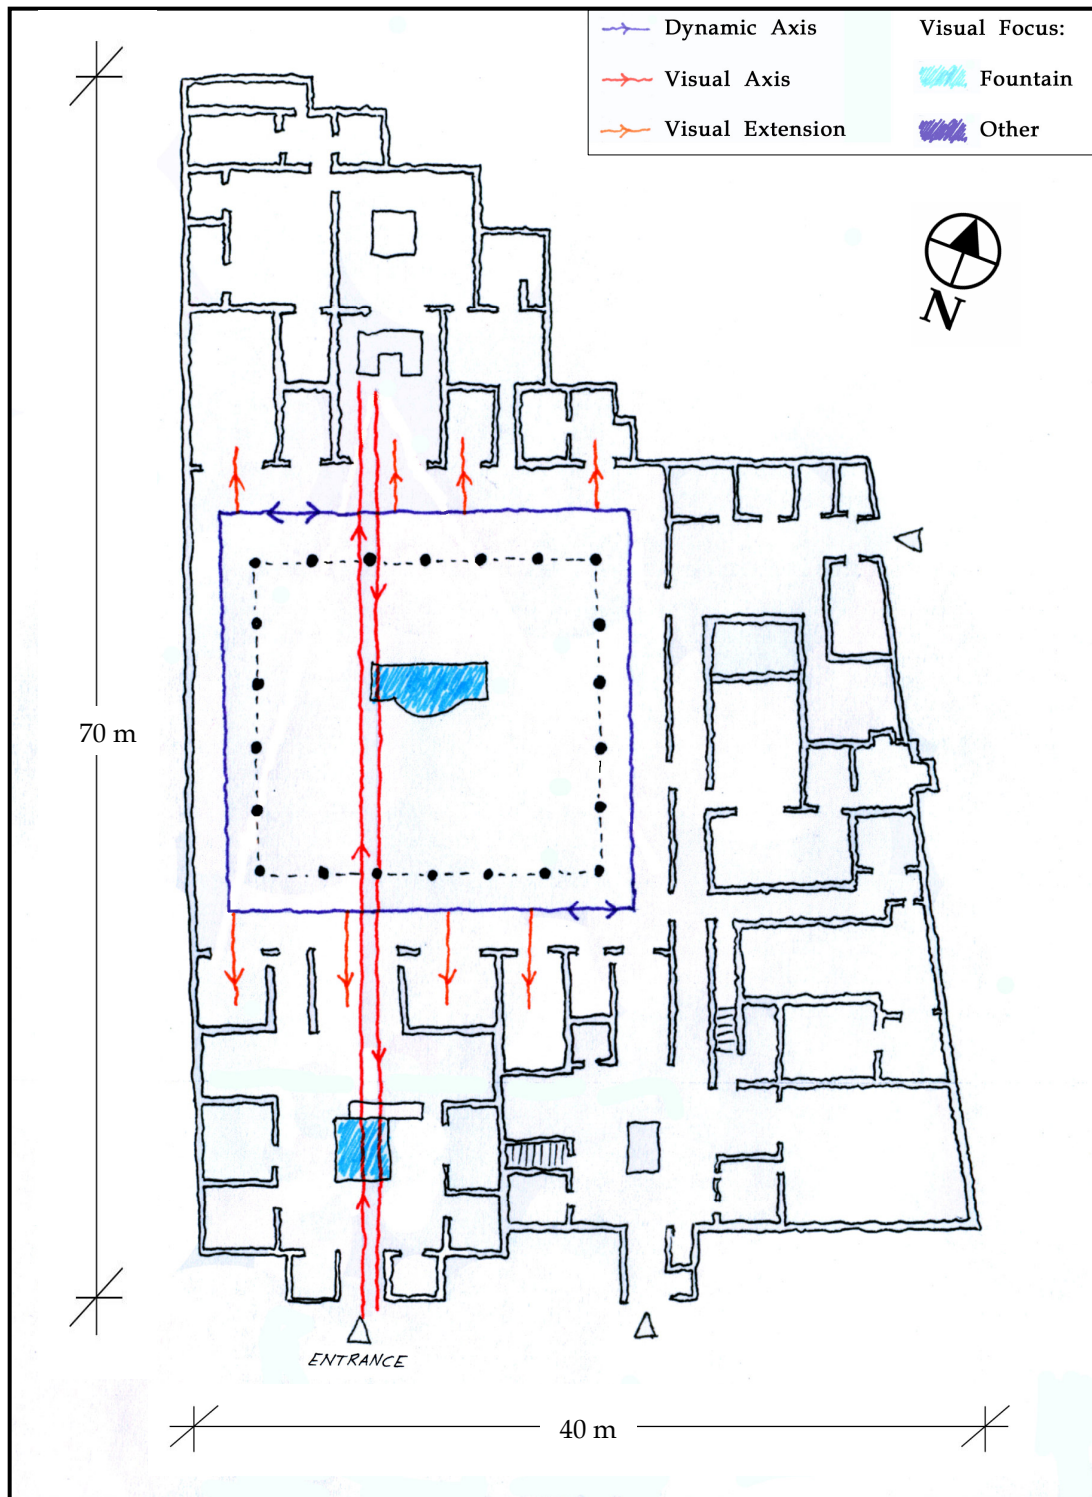 Dynamic Axis
Visual Focus:
Visual Axis
Fountain
Visual Extension
Other
N
70 m
ENTRANCE
40 m